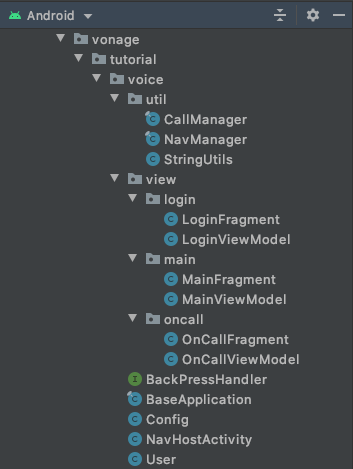 Android
vonage
tutorial
voice
util
CallManager
NavManager
StringUtils
view
login
LoginFragment
LoginViewModel
main
MainFragment
MainViewModel
oncall
OnCallFragment
OnCallViewModel
BackPressHandler
BaseApplication
Config
NavHostActivity
User